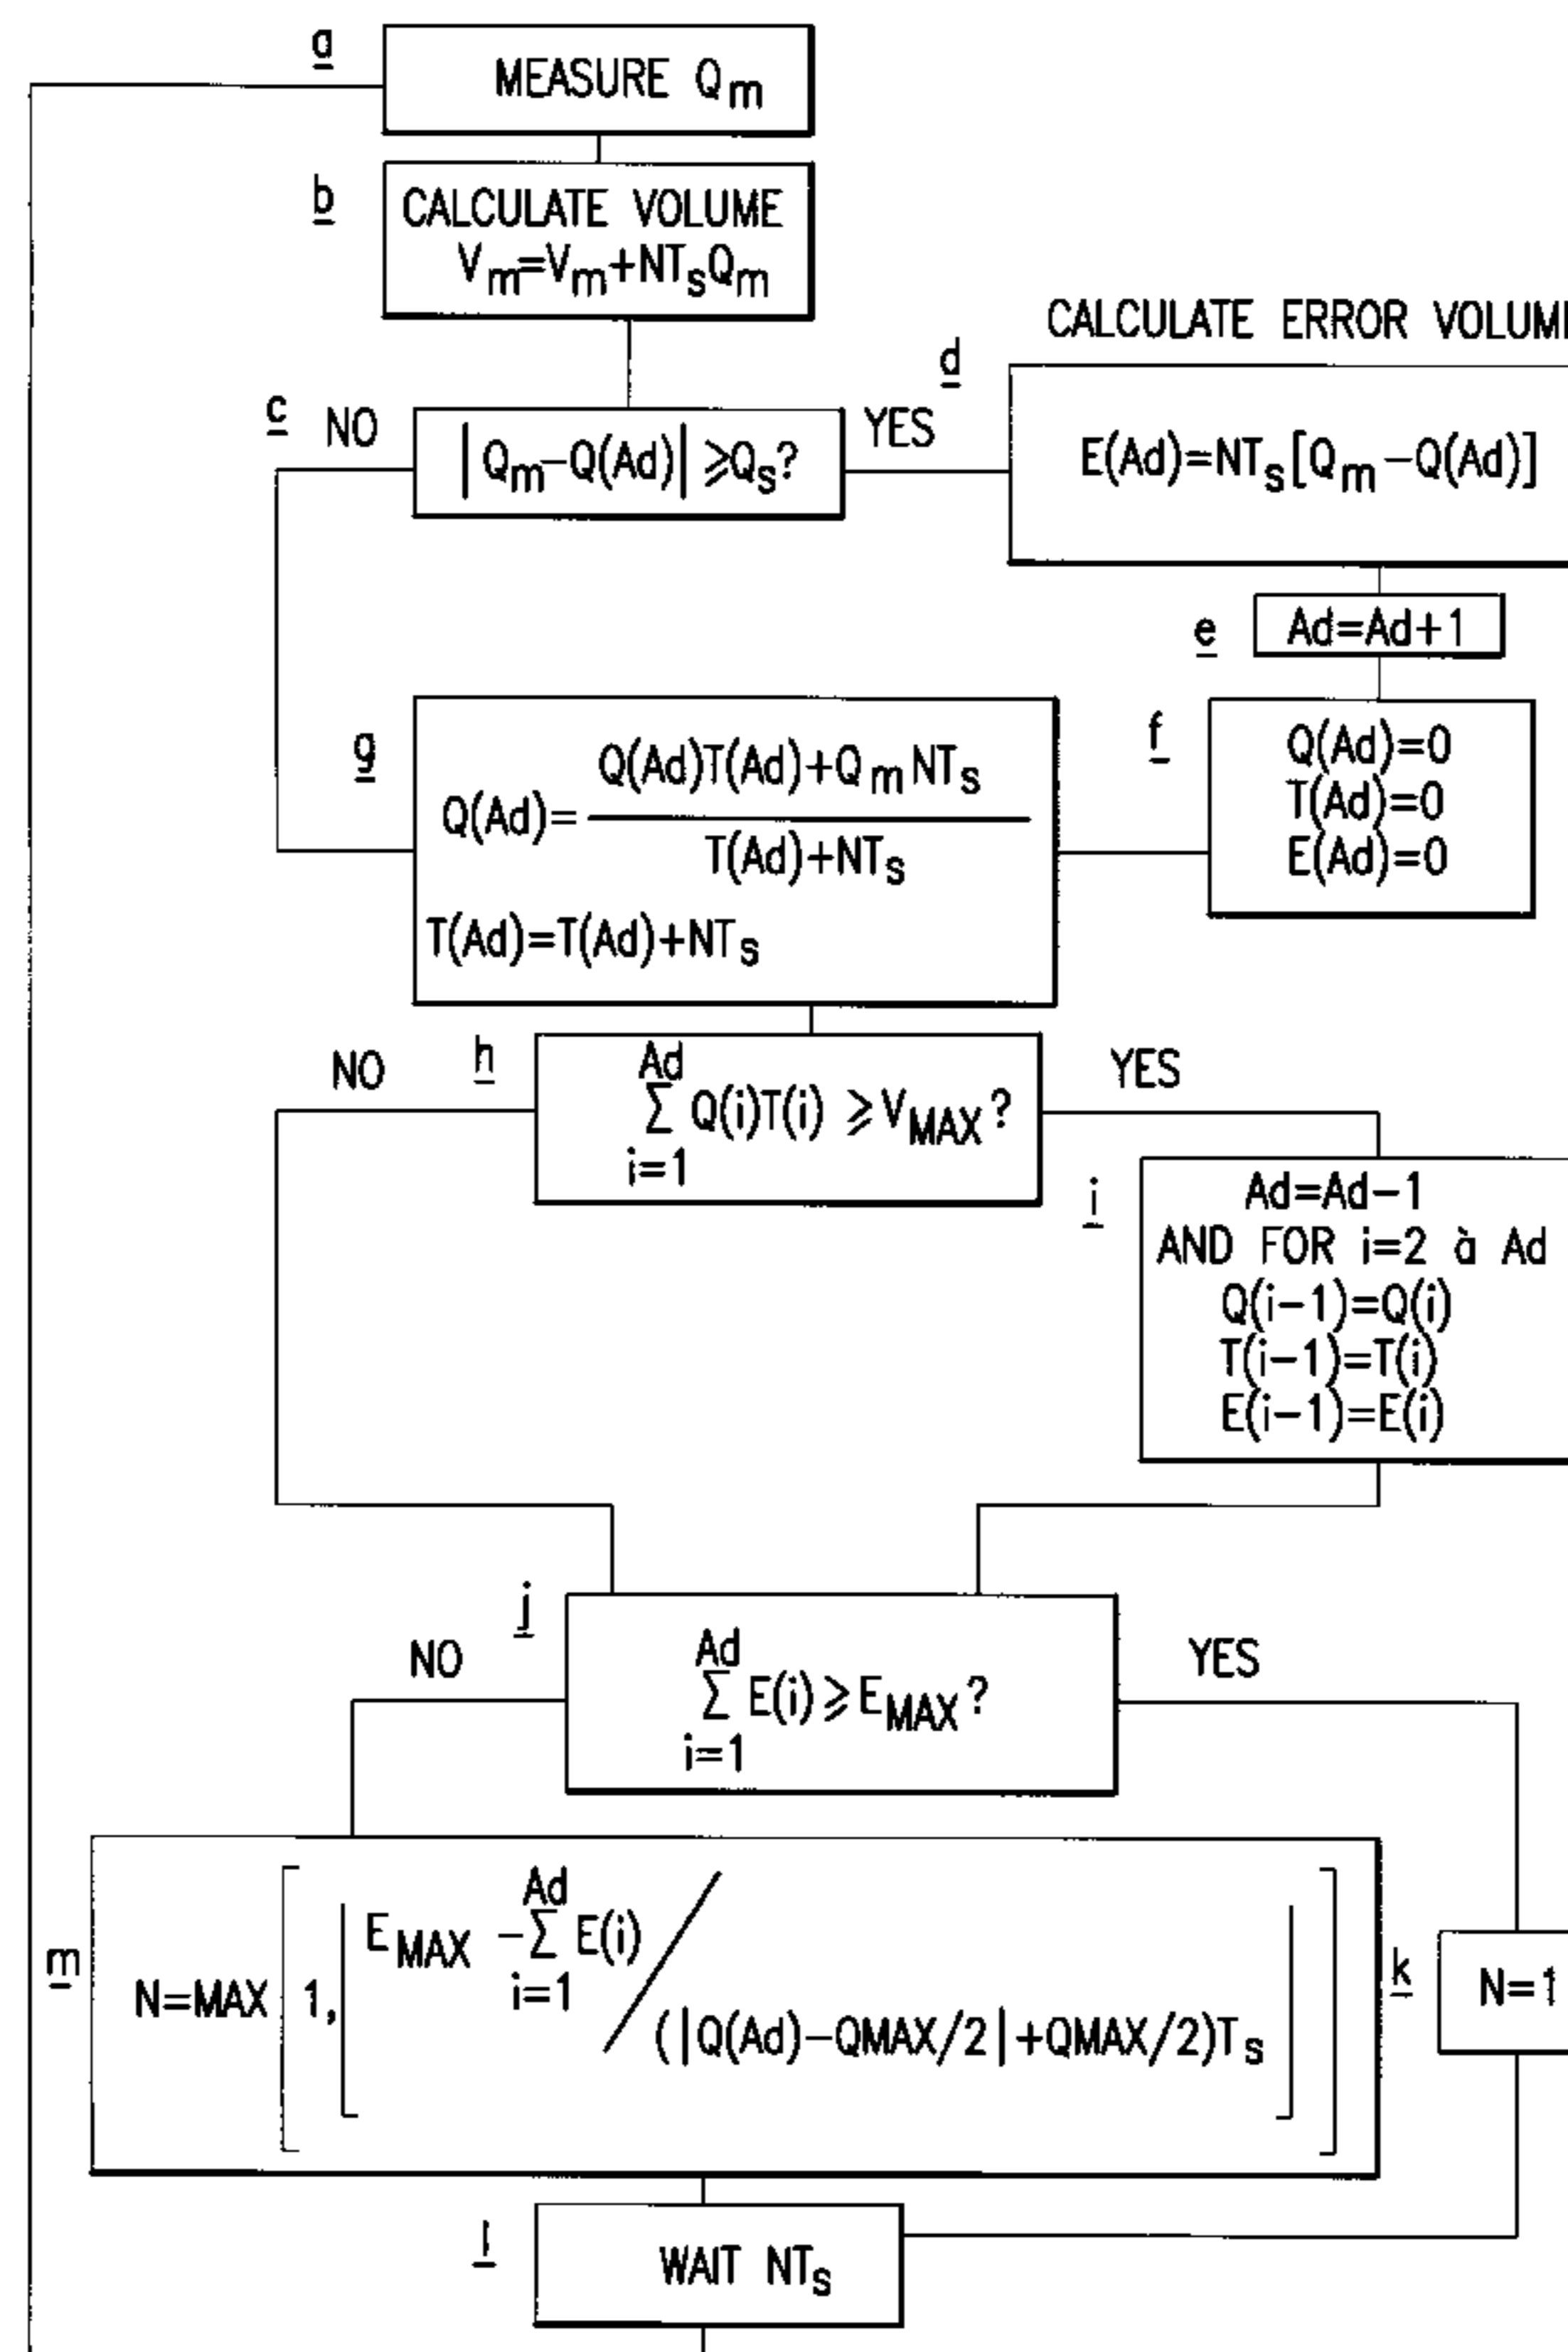 a
MEASURE Qm
b
CALCULATE VOLUME
Vm=Vm+NTsQm
CALCULATE ERROR VOLUM
c
NO
|Qm-Q(Ad)| ⩾Qs?
YES
d
E(Ad)=NTs[Qm-Q(Ad)]
e
Ad=Ad+1
f
Q(Ad)=0
T(Ad)=0
E(Ad)=0
g
Q(Ad)T(Ad)+QmNTs
Q(Ad)=
T(Ad)+NTs
T(Ad)=T(Ad)+NTs
NO
h
Ad
Σ Q(i)T(i) ⩾VMAX?
i=1
YES
i
Ad=Ad-1
AND FOR i=2 à Ad
Q(i-1)=Q(i)
T(i-1)=T(i)
E(i-1)=E(i)
j
NO
Ad
Σ E(i)⩾EMAX?
i=1
YES
m
Ad
EMAX -Σ E(i)
i=1
N=MAX [1,[ /
(|Q(Ad)-QMAX/2|+QMAX/2)Ts]]
k
N=1
l
WAIT NTs